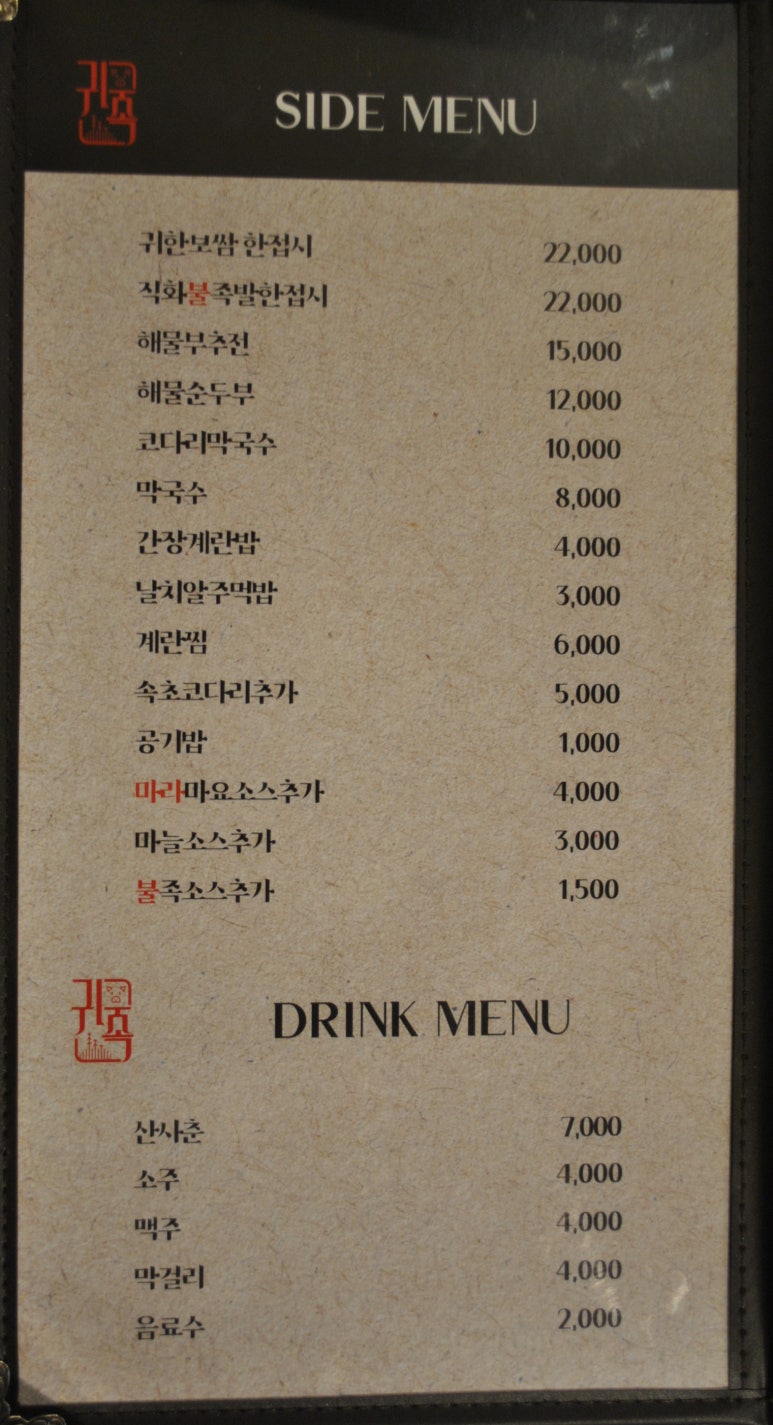 귀족
SIDE MENU
귀한보쌈 한접시 22,000
직화불족발한접시 22,000
해물부추전 15,000
해물순두부 12,000
코다리막국수 10,000
막국수 8,000
간장계란밥 4,000
날치알주먹밥 3,000
계란찜 6,000
속초코다리추가 5,000
공기밥 1,000
마라마요소스추가 4,000
마늘소스추가 3,000
불족소스추가 1,500
귀족
DRINK MENU
산사춘 7,000
소주 4,000
맥주 4,000
막걸리 4,000
음료수 2,000